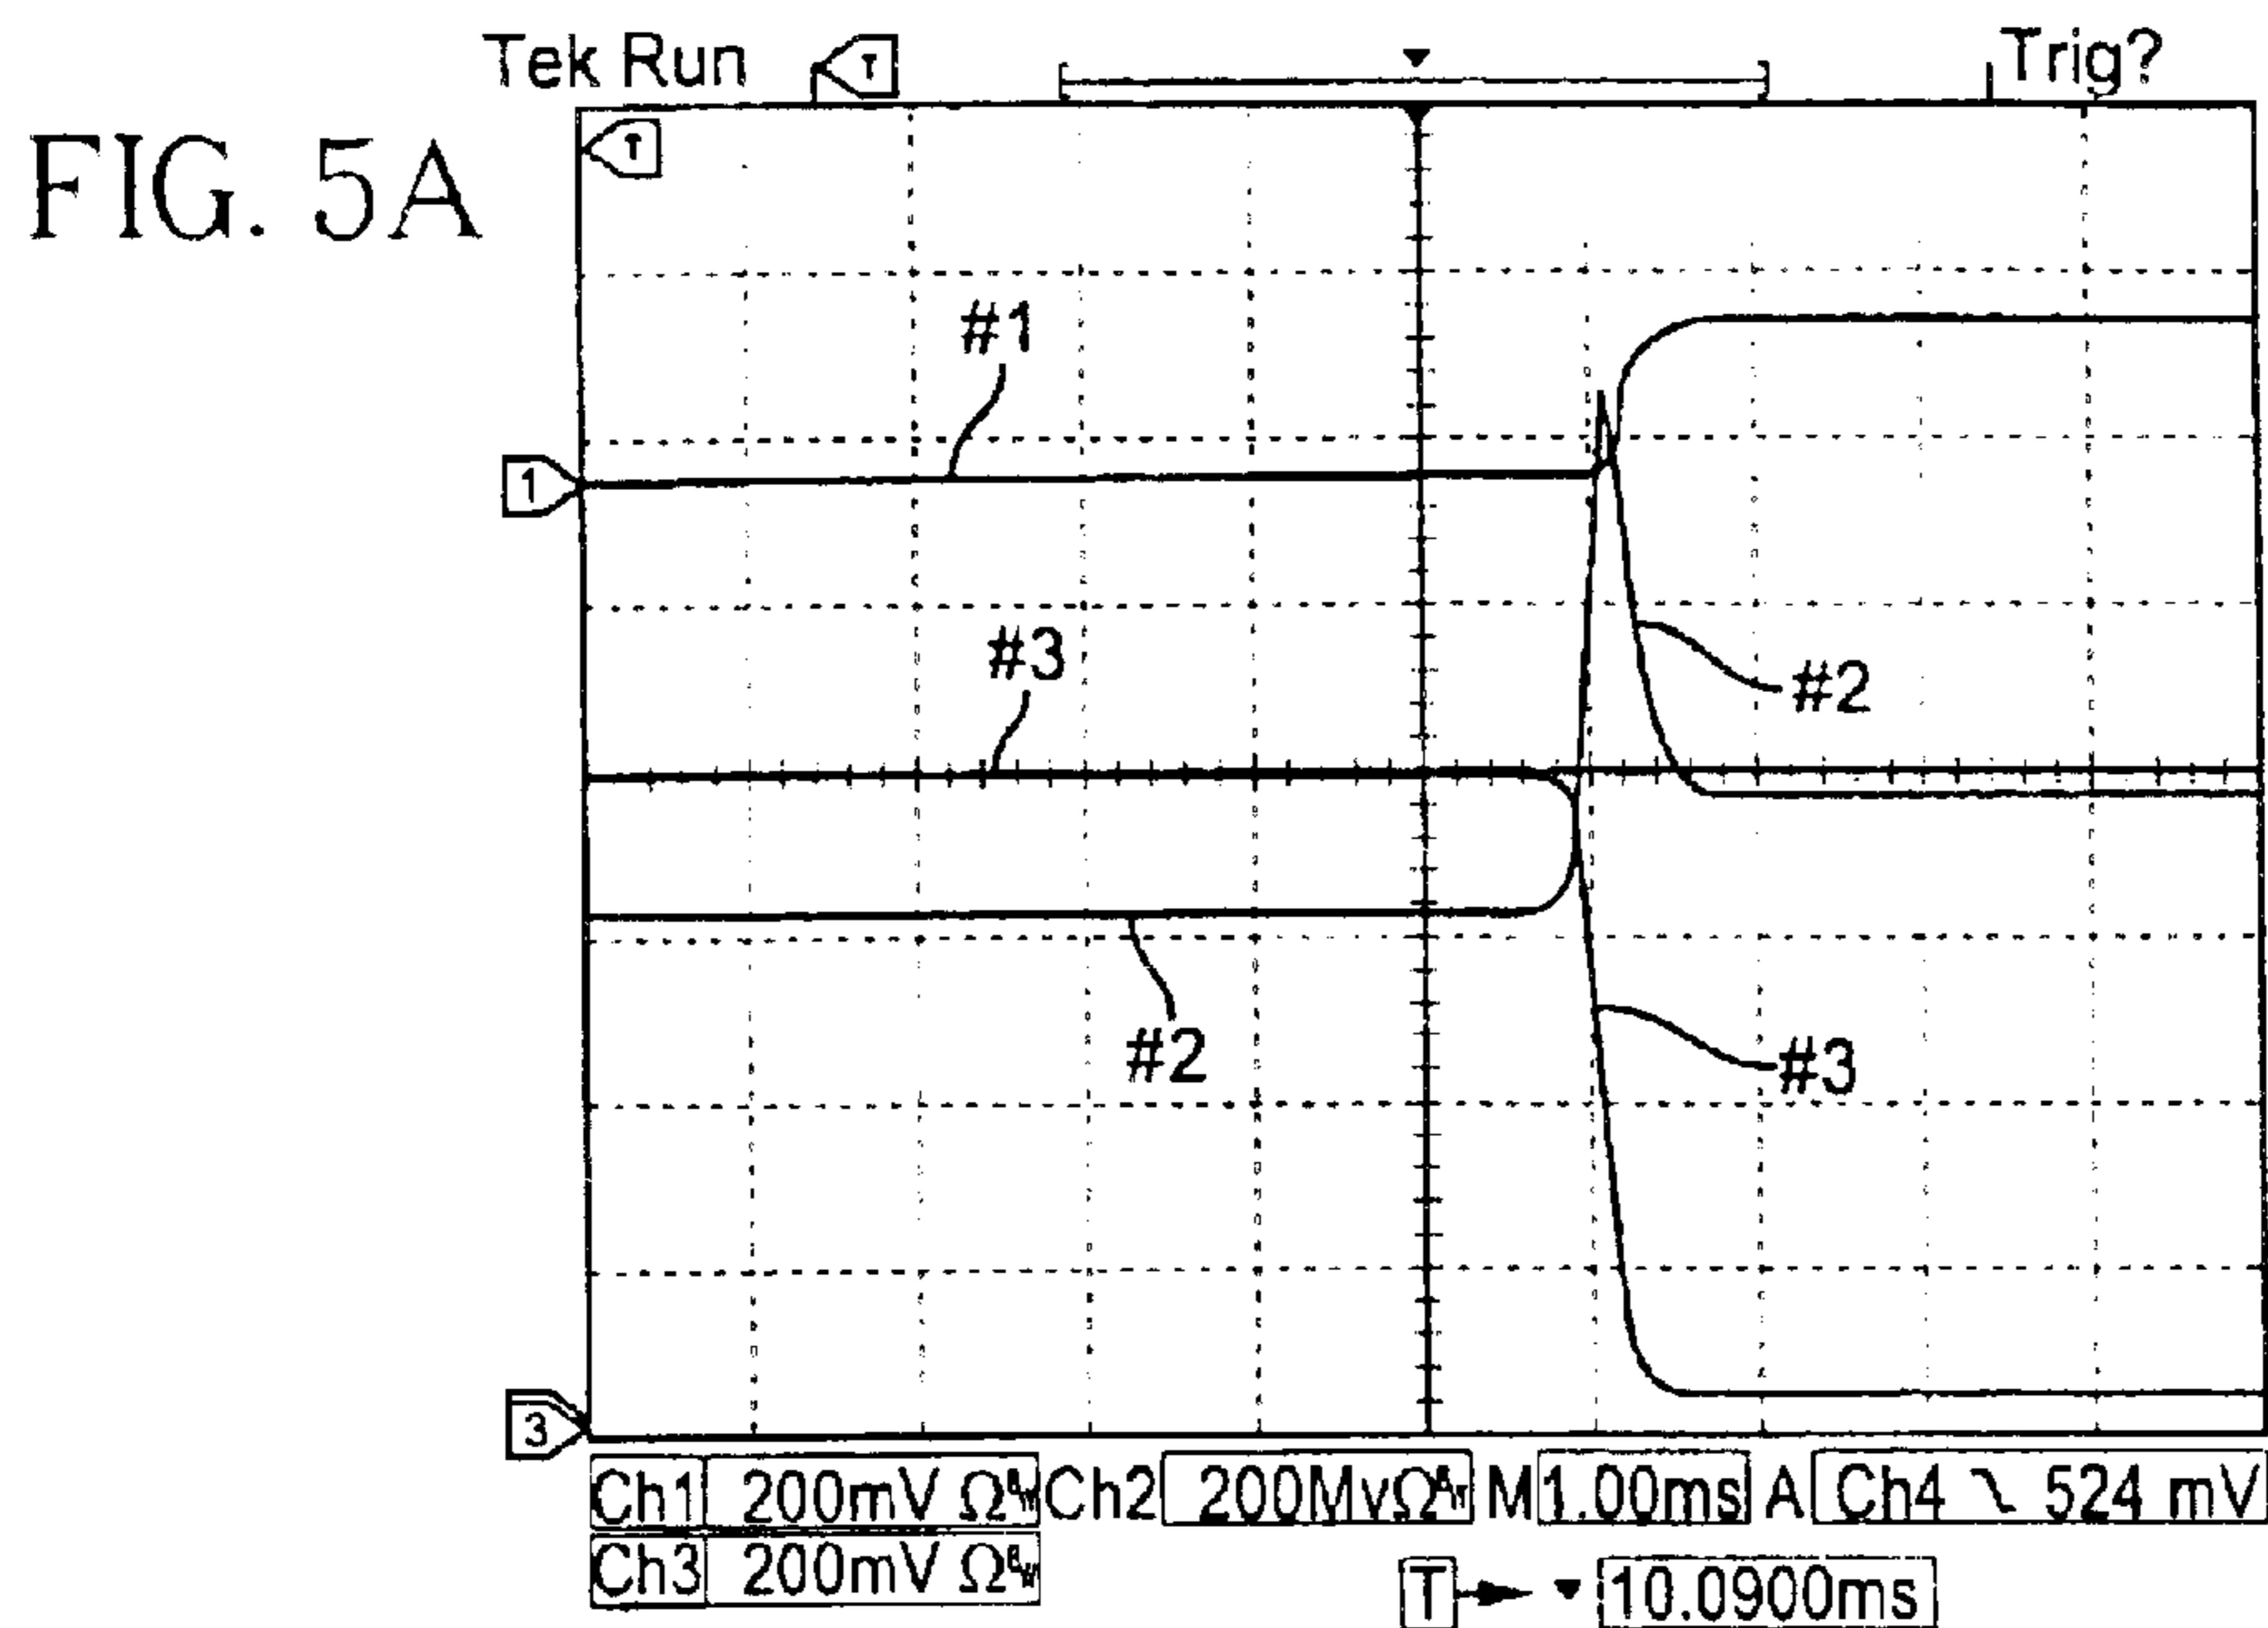 Tek Run
T
Trig?
FIG. 5A
T
#1
1
#3
#2
#2
#3
3
Ch1 200mV Ω Ch2 200MvΩ M 1.00ms A Ch4 524 mV
Ch3 200mV Ω
T 10.0900ms